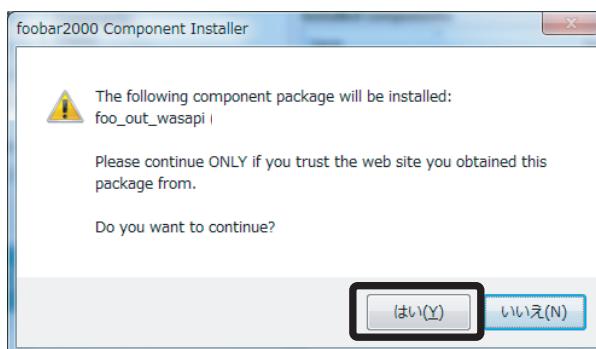 foobar2000 Component Installer
The following component package will be installed:
foo_out_wasapi (
Please continue ONLY if you trust the web site you obtained this
package from.
Do you want to continue?
はい(Y)
いいえ(N)